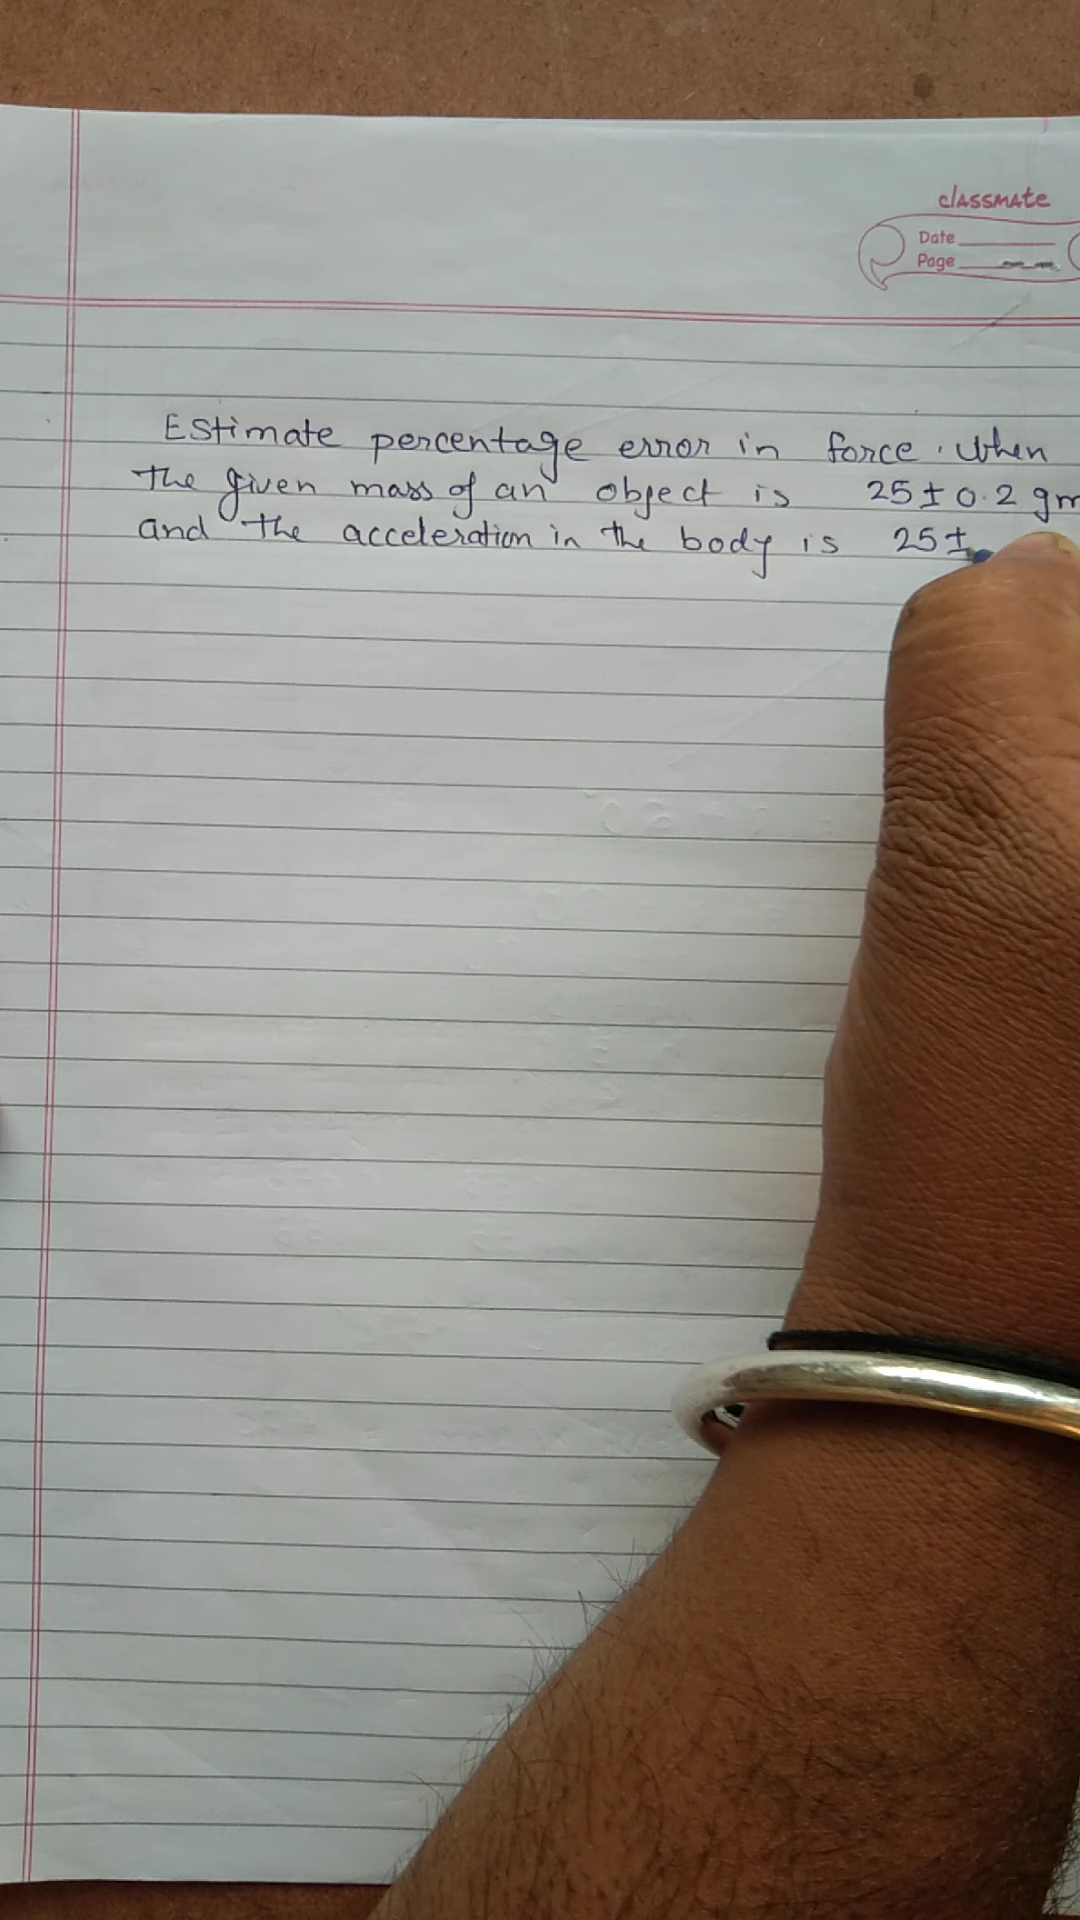 classmate
Date
Page
Estimate percentage error in force. When
the given mass of an object is 25 ± 0.2 gm
and the acceleration in the body is 25 ±